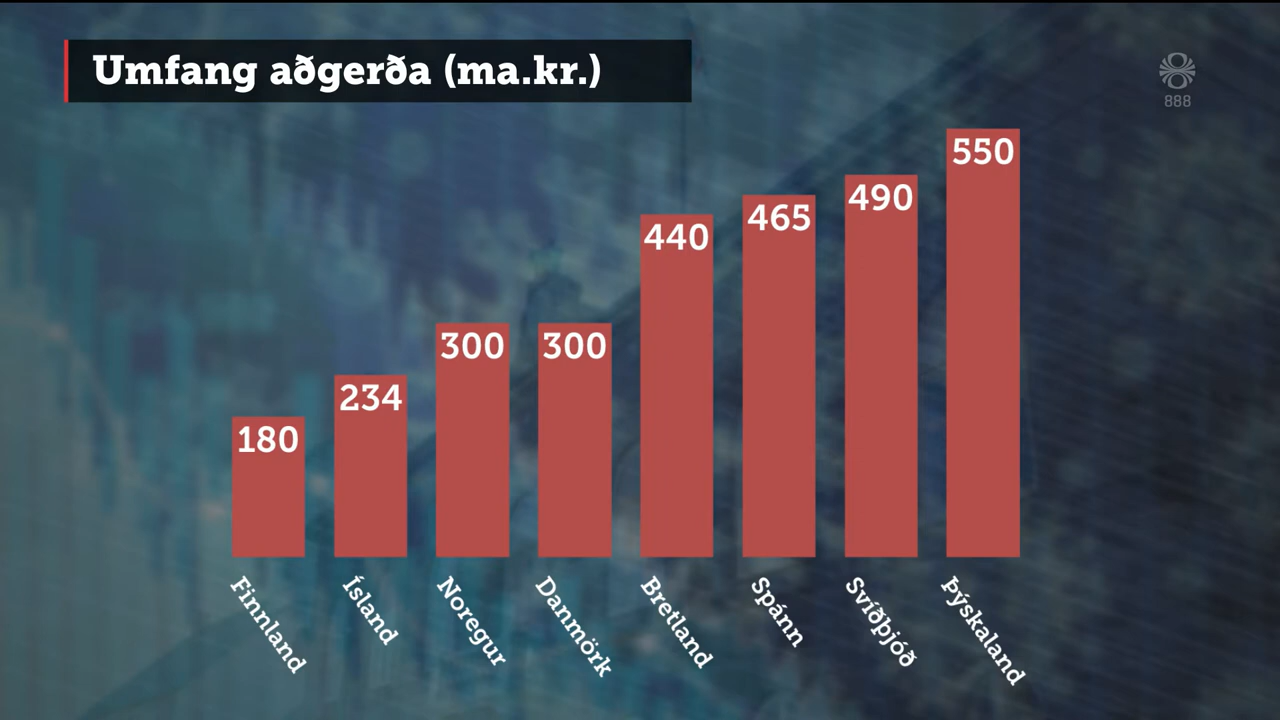 Umfang aðgerða (ma.kr.)
888
180
234
300
300
440
465
490
550
Finnland
Ísland
Noregur
Danmörk
Bretland
Spánn
Svíðþjóð
Þýskaland